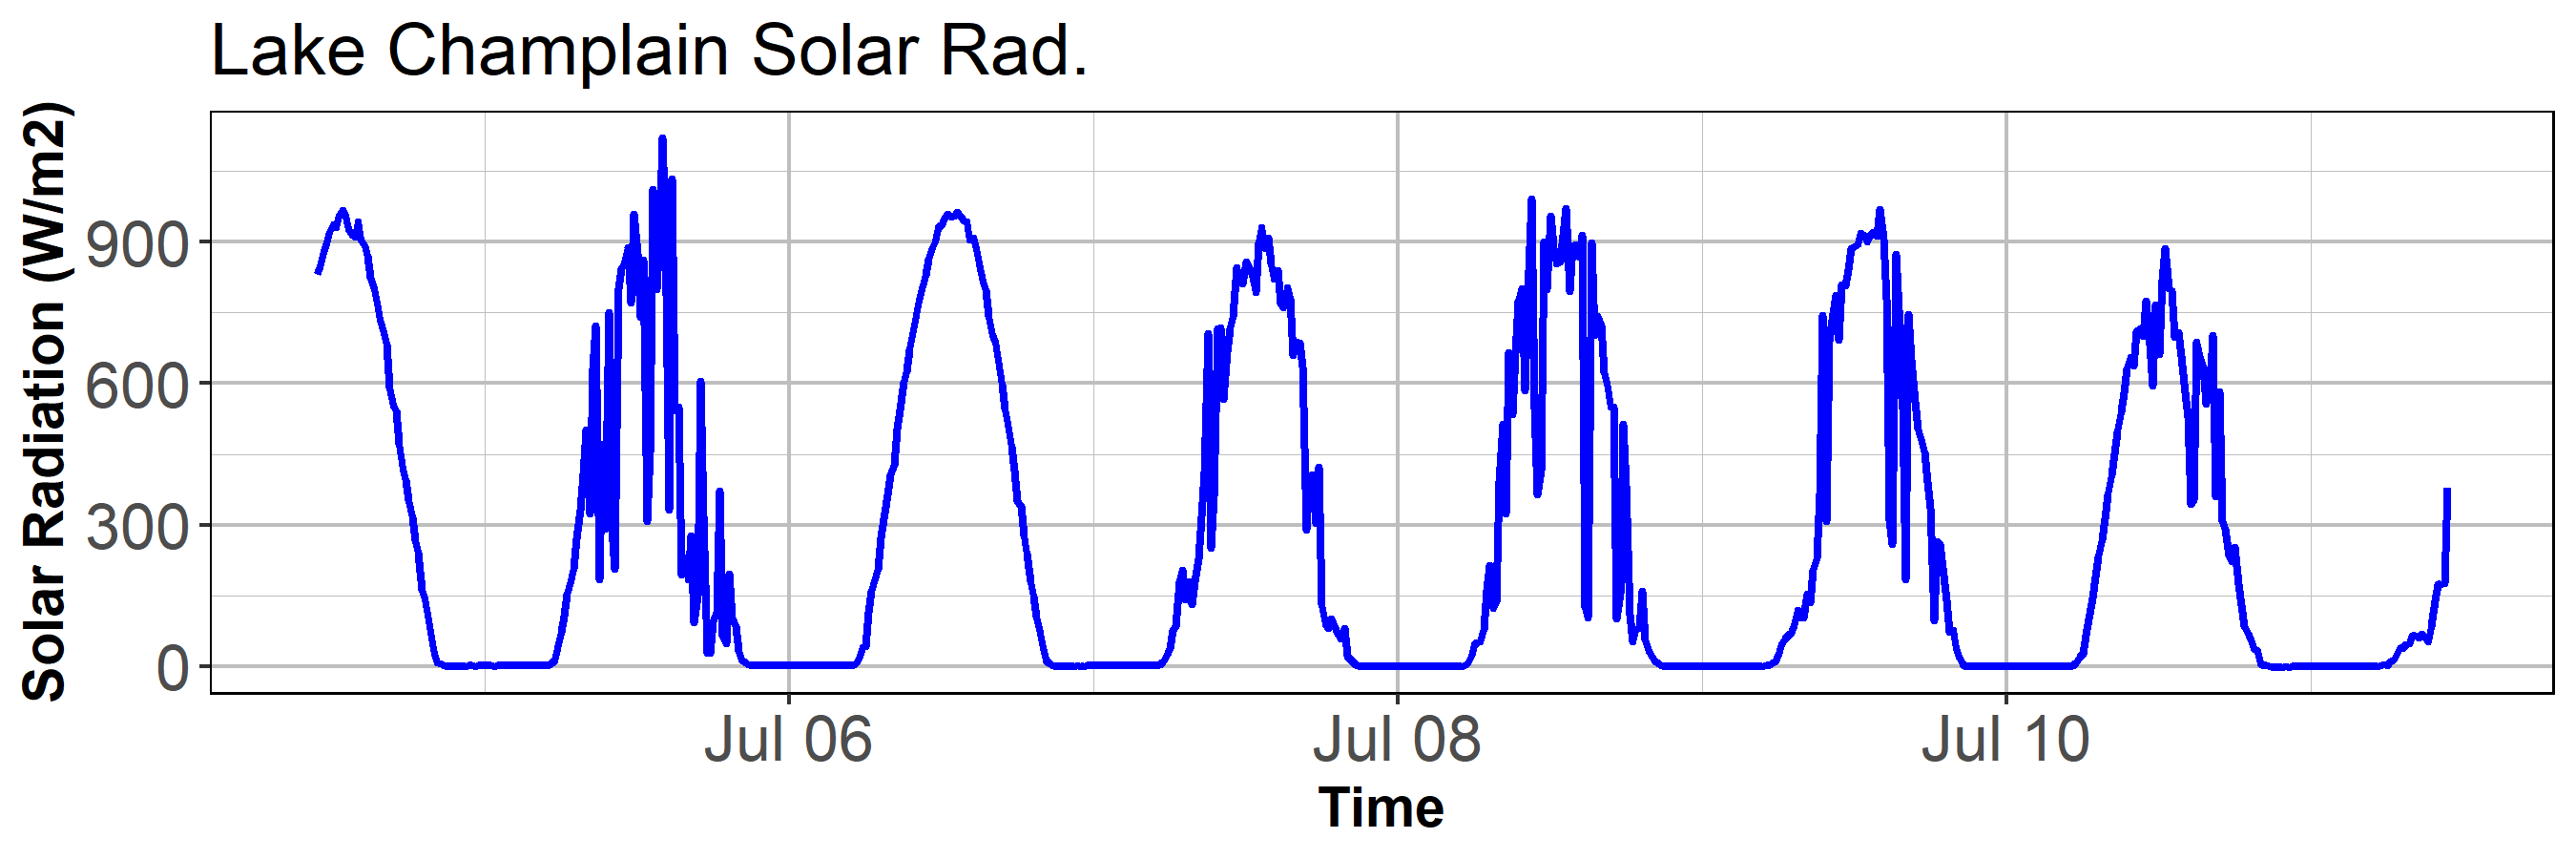 Lake Champlain Solar Rad.
Solar Radiation (W/m2)
900
600
300
0
Jul 06
Jul 08
Jul 10
Time